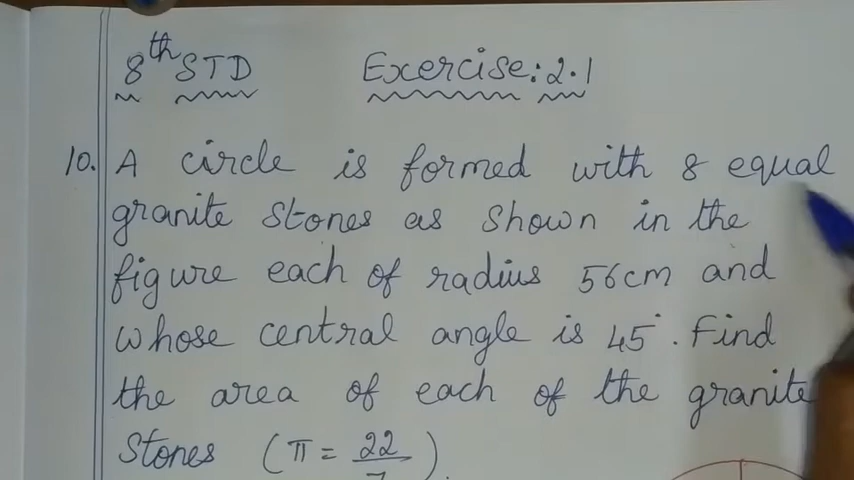 8th STD Exercise: 2.1
10. A circle is formed with 8 equal
granite stones as shown in the
figure each of radius 56cm and
whose central angle is 45°. Find
the area of each of the granite
stones (π = 22/7).